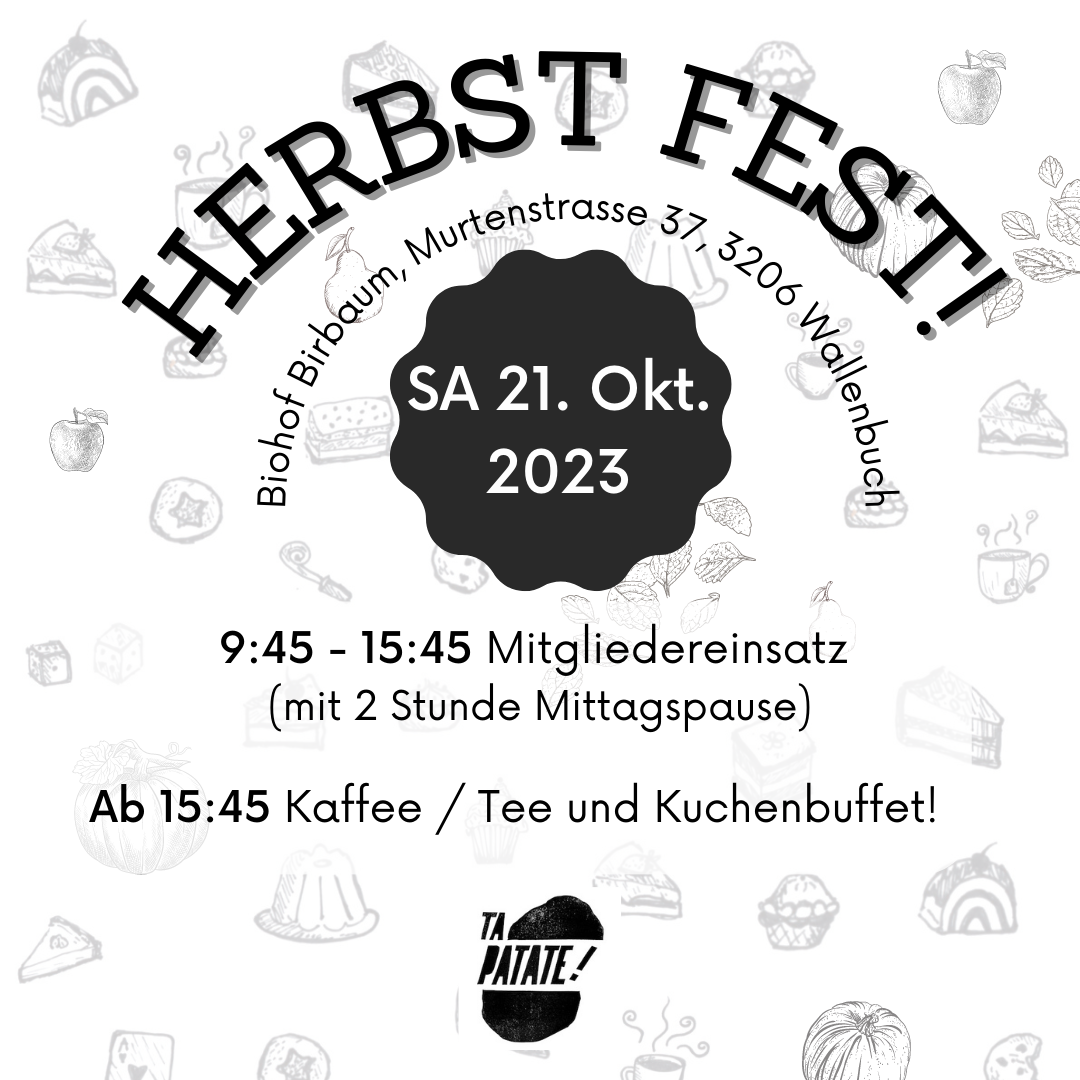 HERBST FEST!
Biohof Birbaum, Murtenstrasse 37, 3206 Wallenbuch
SA 21. Okt.
2023
9:45 - 15:45 Mitgliedereinsatz
(mit 2 Stunde Mittagspause)
Ab 15:45 Kaffee / Tee und Kuchenbuffet!
TA
PATATE!